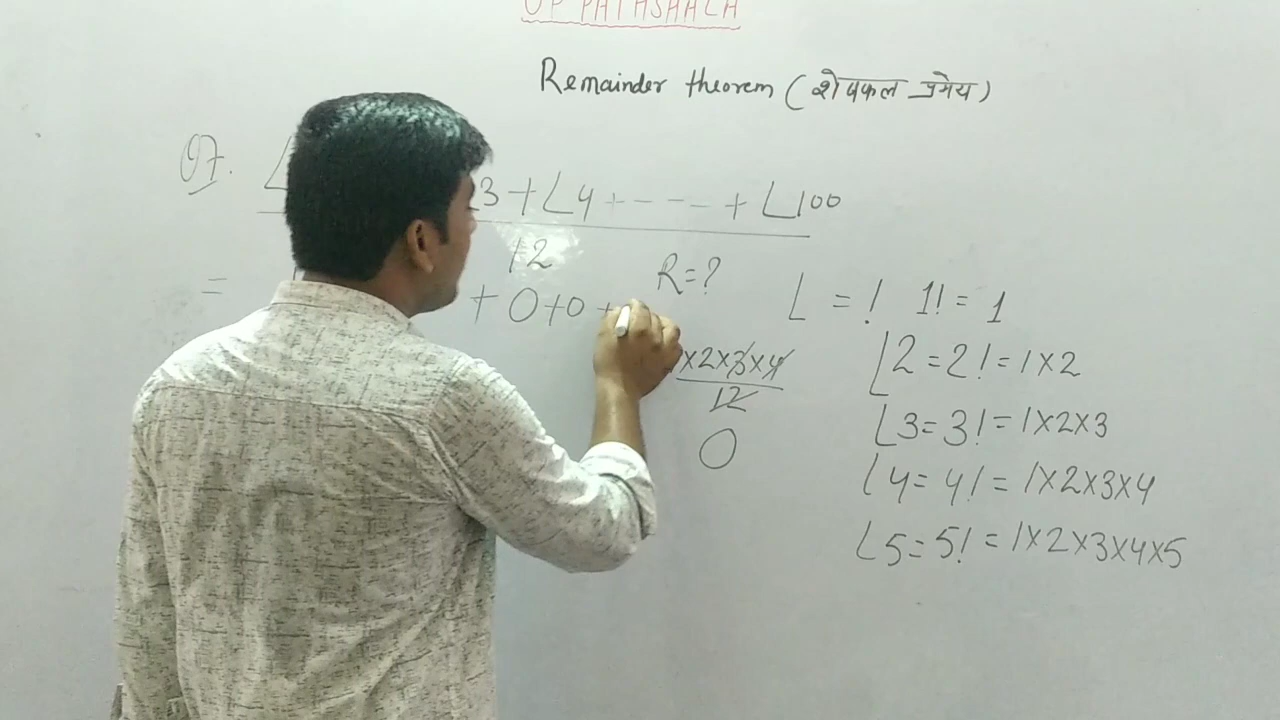 UP PATHSHALA
Remainder theorem (शेषफल प्रमेय)
Q7. ∟3+∟4+----+∟100
12
R=?
= + 0+0+
×2×3×4
12
0
∟ = ! 1! = 1
∟2 = 2! = 1×2
∟3 = 3! = 1×2×3
∟4 = 4! = 1×2×3×4
∟5 = 5! = 1×2×3×4×5